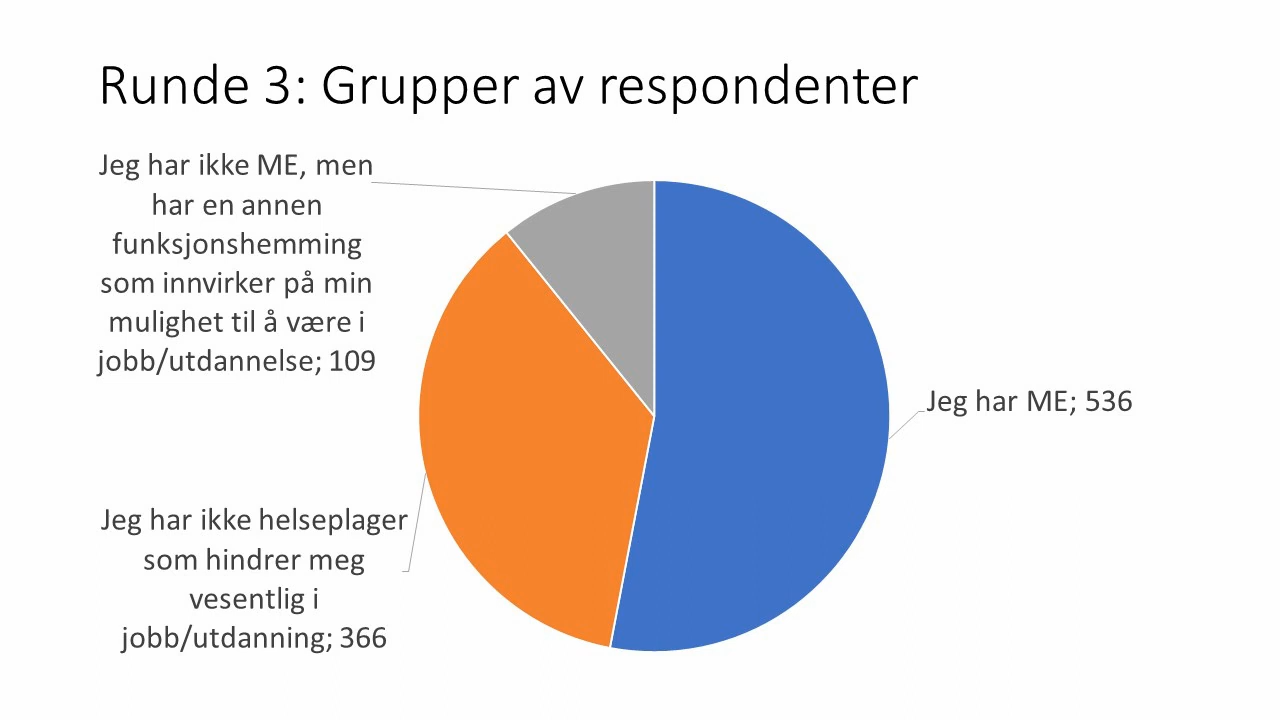 Runde 3: Grupper av respondenter
Jeg har ikke ME, men
har en annen
funksjonshemming
som innvirker på min
mulighet til å være i
jobb/utdannelse; 109
Jeg har ME; 536
Jeg har ikke helseplager
som hindrer meg
vesentlig i
jobb/utdanning; 366